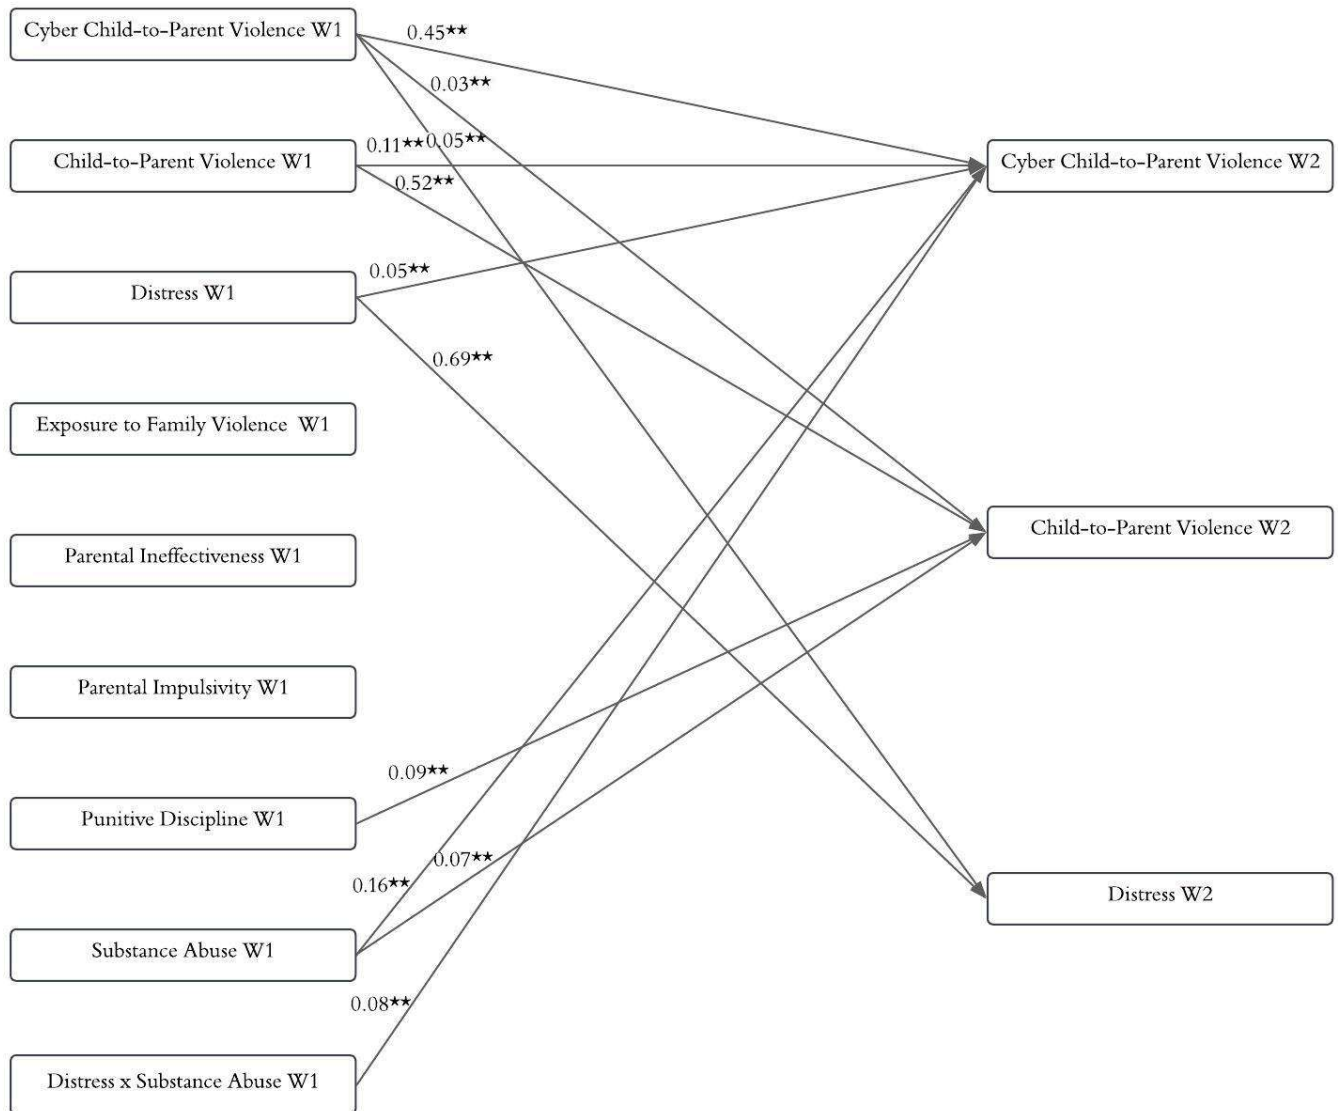 Cyber Child-to-Parent Violence W1
0.45★★
0.03★★
0.11★★
0.05★★
Child-to-Parent Violence W1
Cyber Child-to-Parent Violence W2
0.52★★
0.05★★
Distress W1
0.69★★
Exposure to Family Violence W1
Child-to-Parent Violence W2
Parental Ineffectiveness W1
Parental Impulsivity W1
0.09★★
Punitive Discipline W1
0.07★★
0.16★★
Distress W2
Substance Abuse W1
0.08★★
Distress x Substance Abuse W1